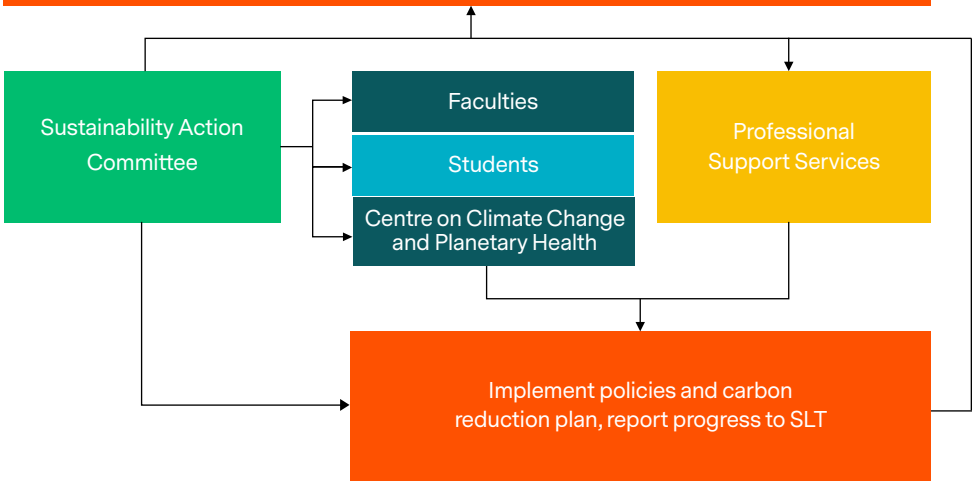 Sustainability Action
Committee
Faculties
Students
Centre on Climate Change
and Planetary Health
Professional
Support Services
Implement policies and carbon
reduction plan, report progress to SLT